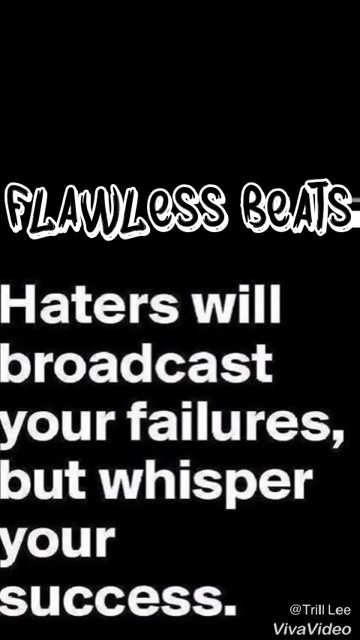 FLAWLESS BEATS
Haters will
broadcast
your failures,
but whisper
your
success.
@Trill Lee
VivaVideo